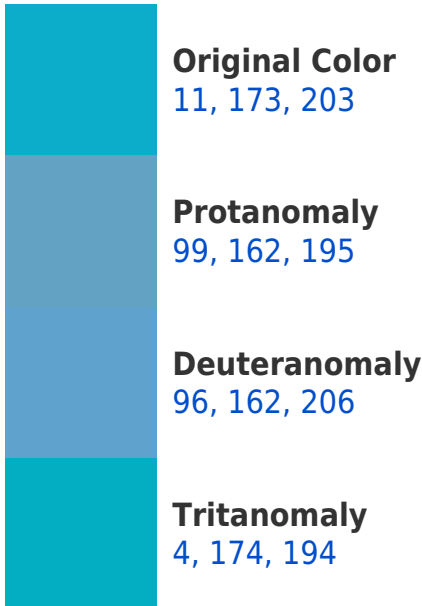 Original Color
11, 173, 203
Protanomaly
99, 162, 195
Deuteranomaly
96, 162, 206
Tritanomaly
4, 174, 194